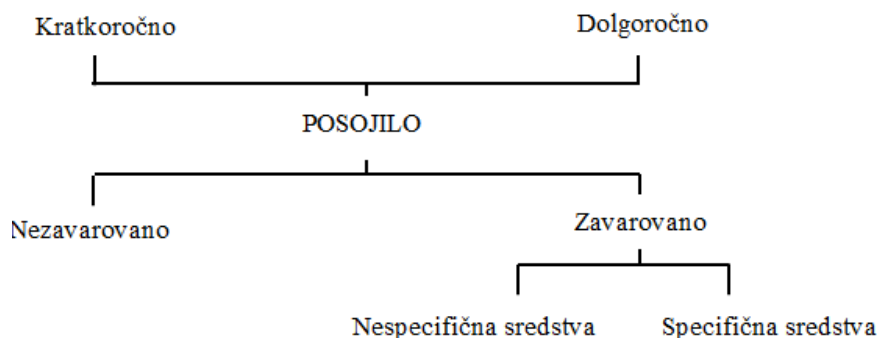 Kratkoročno
Dolgoročno
POSOJILO
Nezavarovano
Zavarovano
Nespecifična sredstva
Specifična sredstva